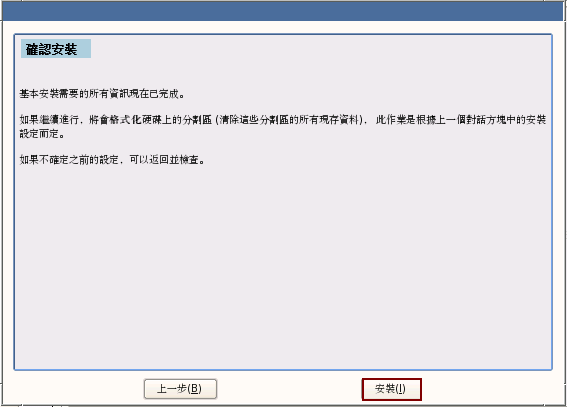 確認安裝
基本安裝需要的所有資訊現在已完成。
如果繼續進行，將會格式化硬碟上的分割區 (清除這些分割區的所有現存資料)，此作業是根據上一個對話方塊中的安裝
設定而定。
如果不確定之前的設定，可以返回並檢查。
上一步(B)
安裝(I)